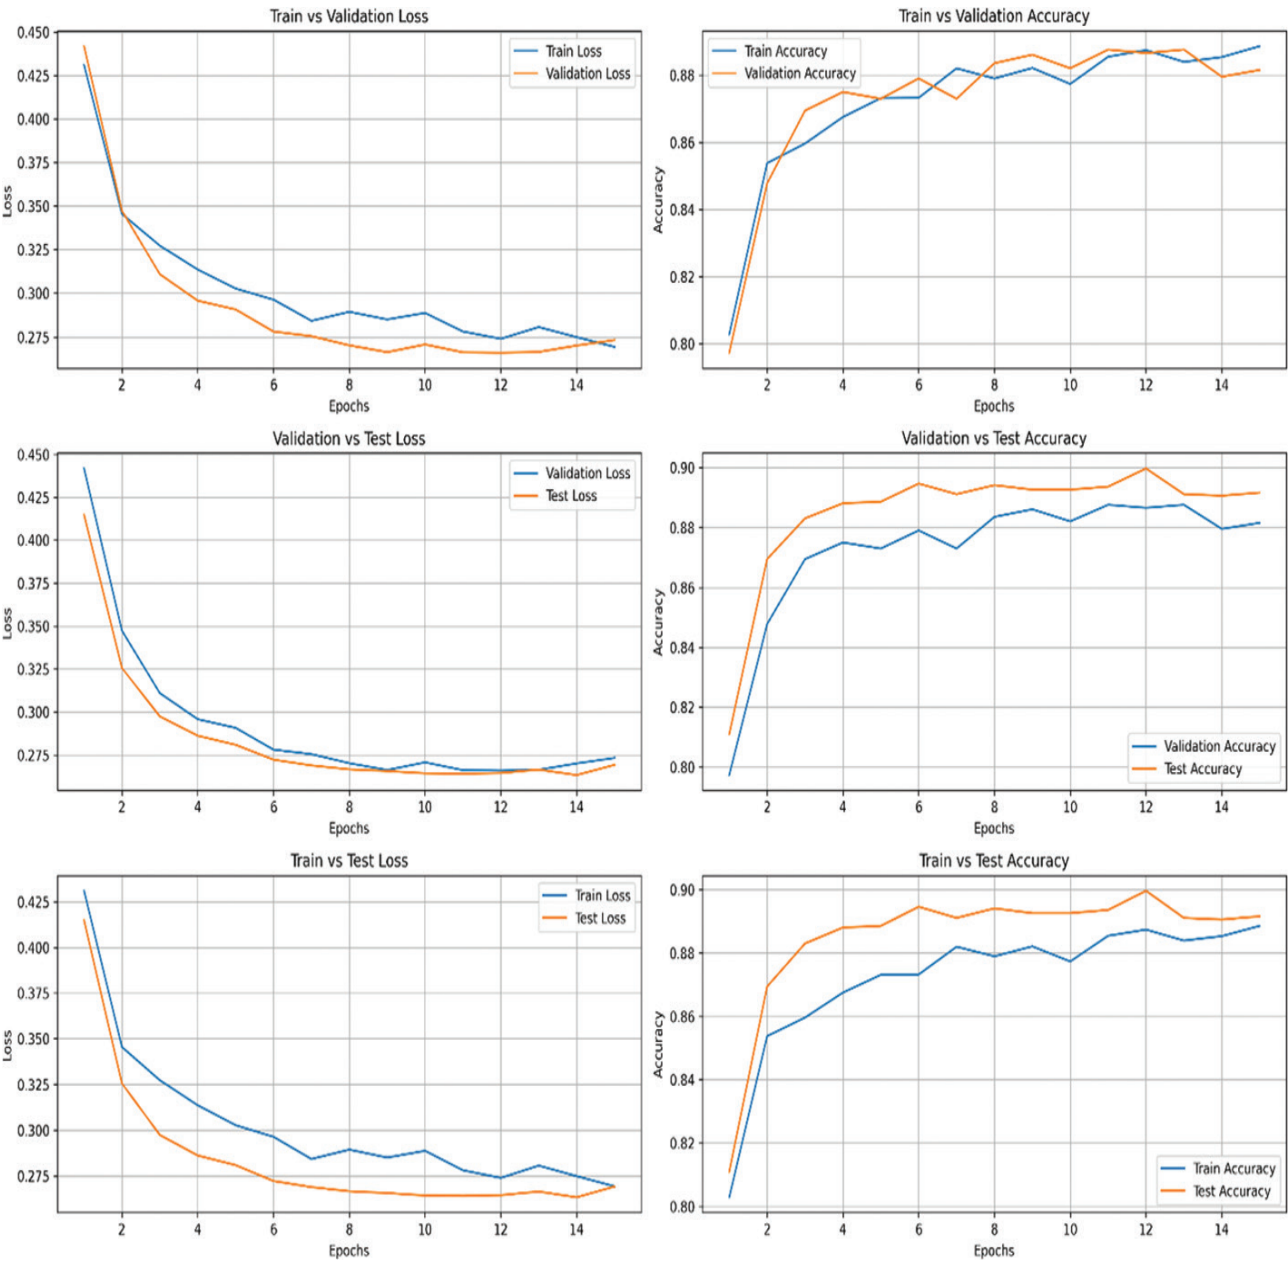 Train vs Validation Loss
Train Loss
Validation Loss
0.450
0.425
0.400
0.375
0.350
0.325
0.300
0.275
Loss
2 4 6 8 10 12 14
Epochs
Train vs Validation Accuracy
Train Accuracy
Validation Accuracy
0.88
0.86
0.84
0.82
0.80
Accuracy
2 4 6 8 10 12 14
Epochs
Validation vs Test Loss
Validation Loss
Test Loss
0.450
0.425
0.400
0.375
0.350
0.325
0.300
0.275
Loss
2 4 6 8 10 12 14
Epochs
Validation vs Test Accuracy
0.90
0.88
0.86
0.84
0.82
0.80
Accuracy
Validation Accuracy
Test Accuracy
2 4 6 8 10 12 14
Epochs
Train vs Test Loss
Train Loss
Test Loss
0.425
0.400
0.375
0.350
0.325
0.300
0.275
Loss
2 4 6 8 10 12 14
Epochs
Train vs Test Accuracy
0.90
0.88
0.86
0.84
0.82
0.80
Accuracy
Train Accuracy
Test Accuracy
2 4 6 8 10 12 14
Epochs